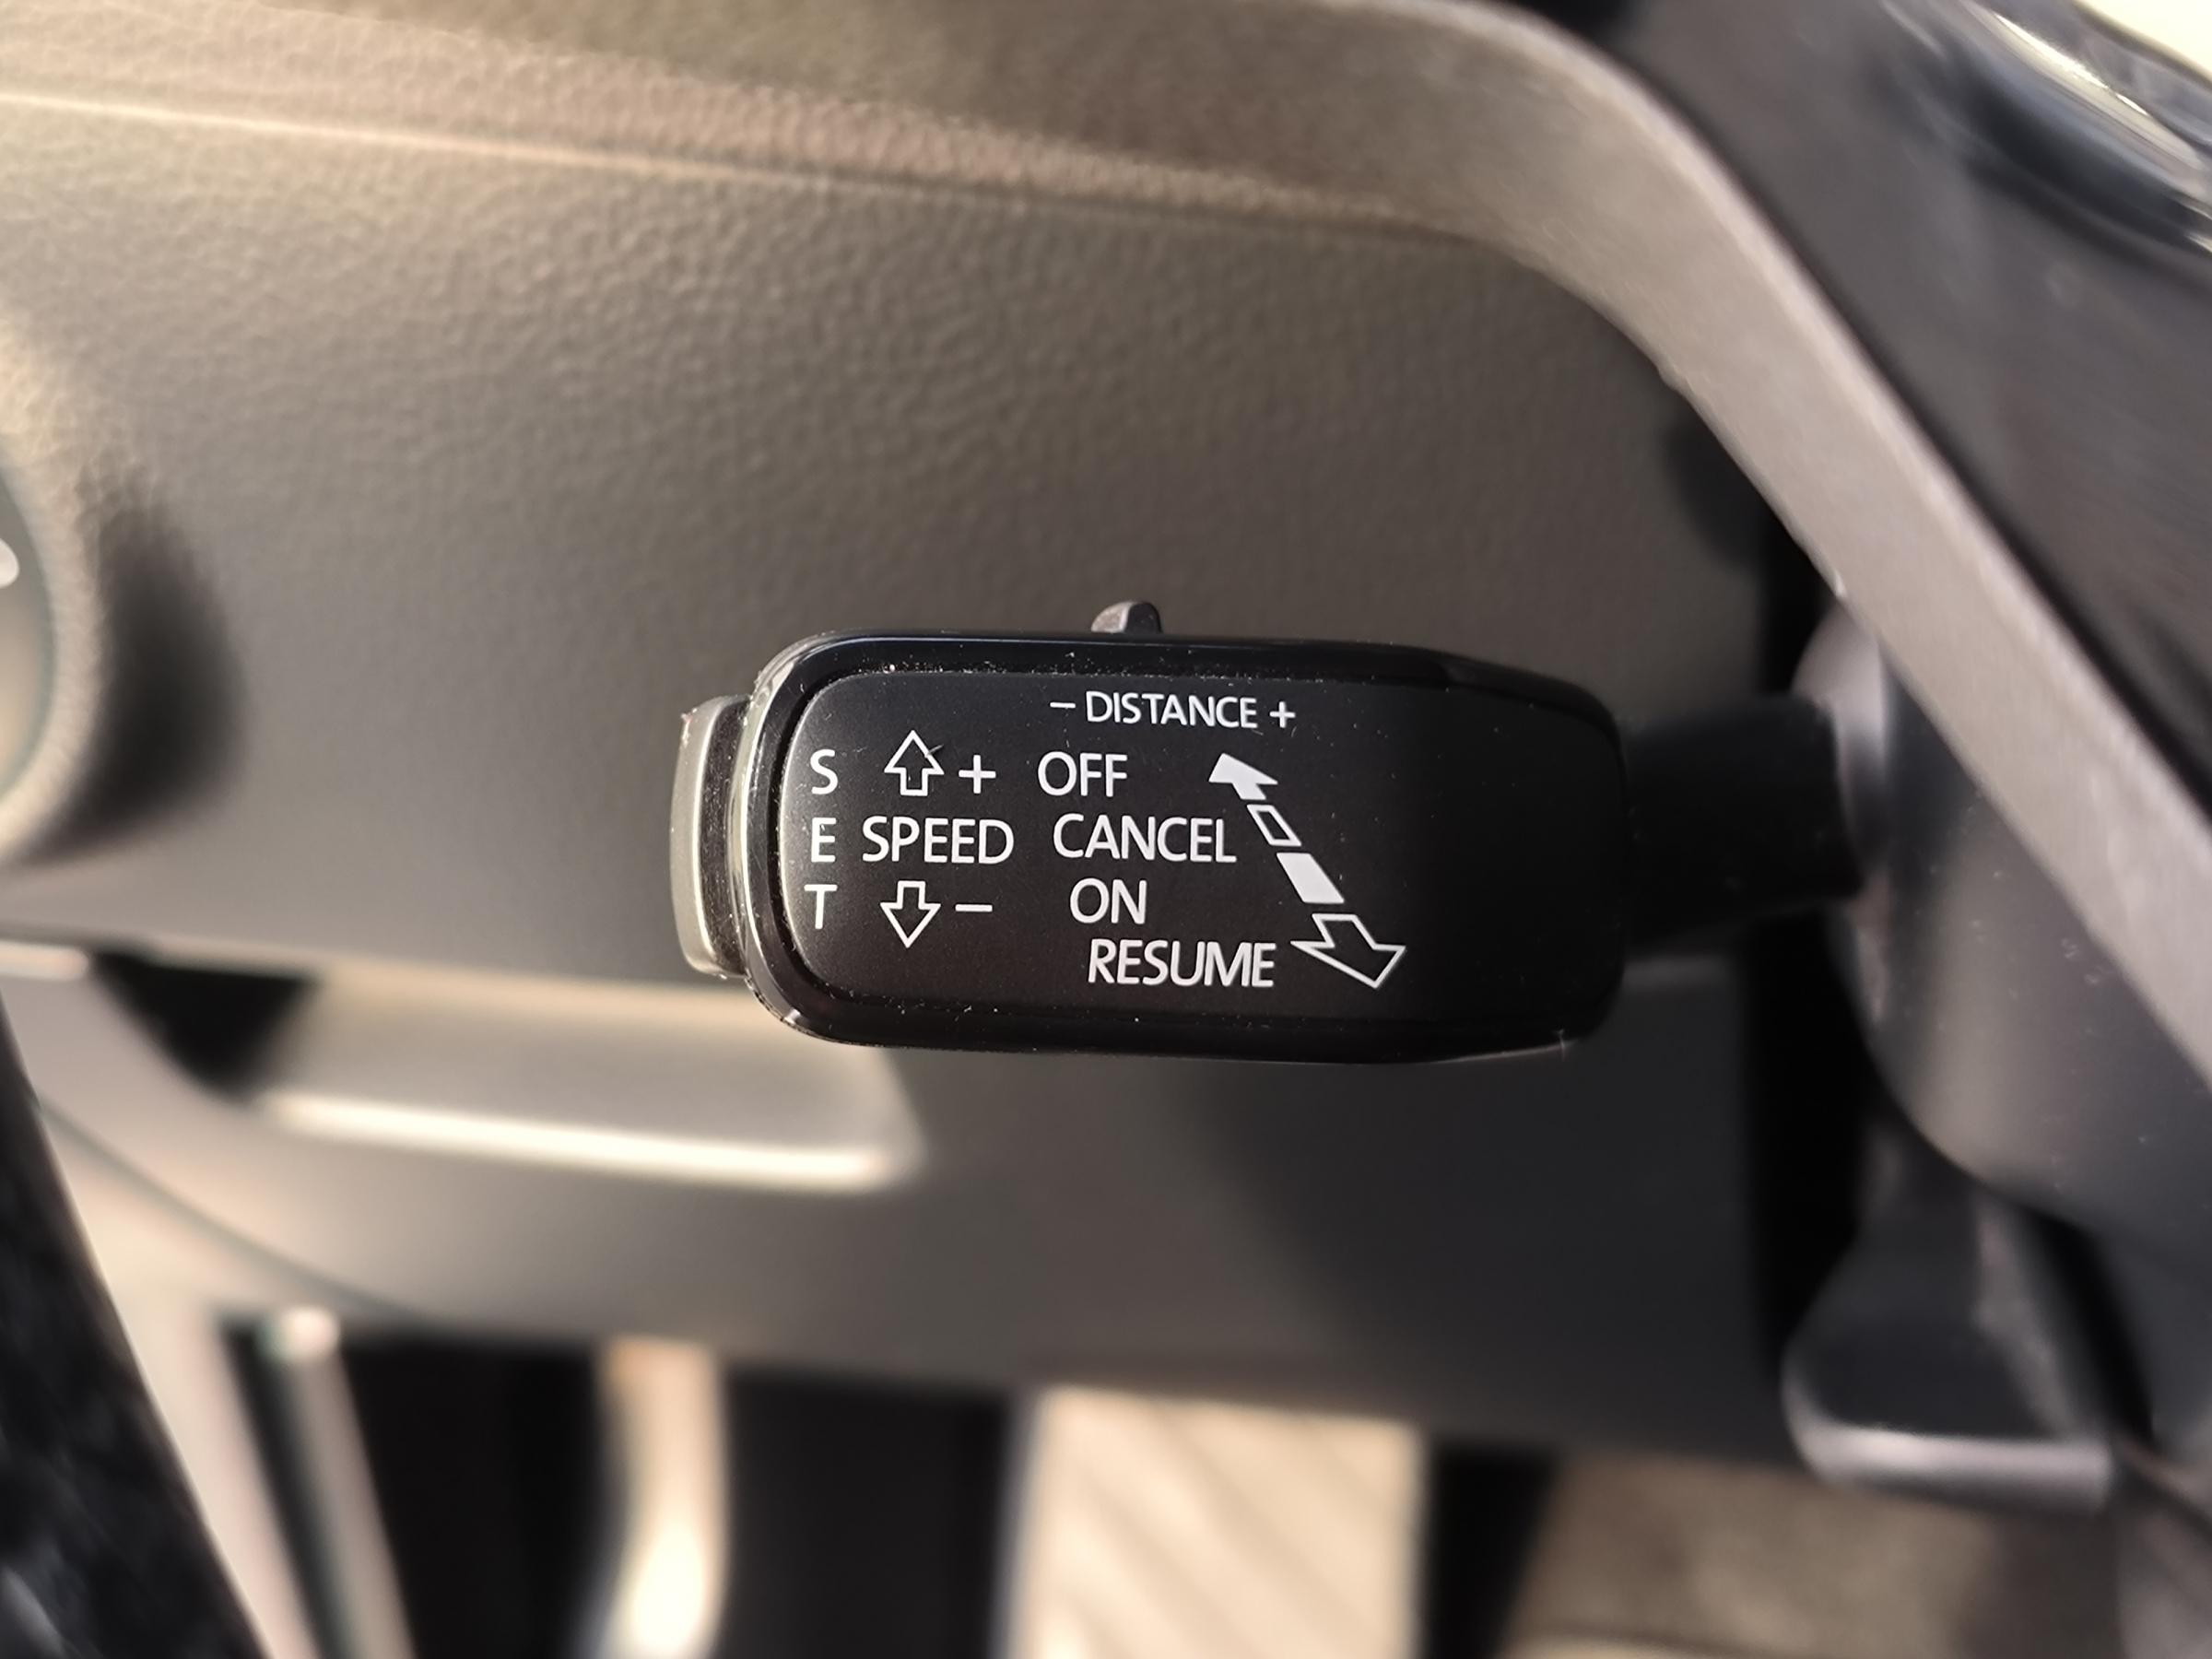 − DISTANCE +
S + OFF
E SPEED CANCEL
T − ON
RESUME